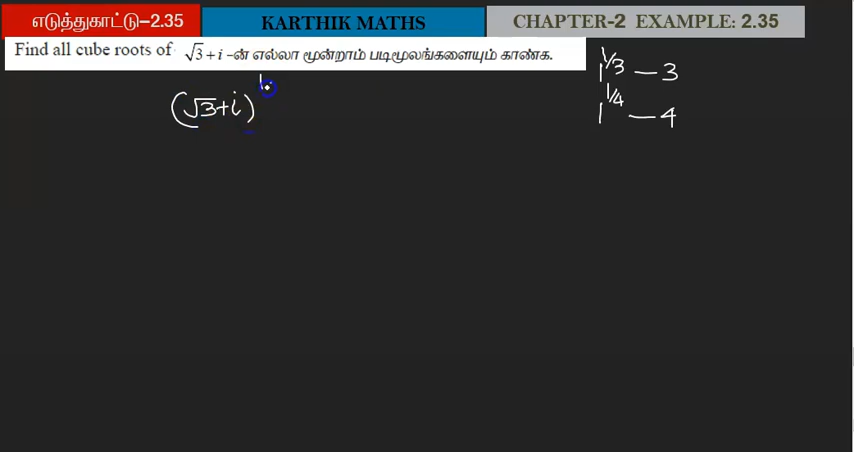 எடுத்துகாட்டு-2.35 KARTHIK MATHS CHAPTER-2 EXAMPLE: 2.35
Find all cube roots of √3+i -ன் எல்லா மூன்றாம் படிமூலங்களையும் காண்க.
1^1/3 — 3
(√3+i)^1
1^1/4 — 4